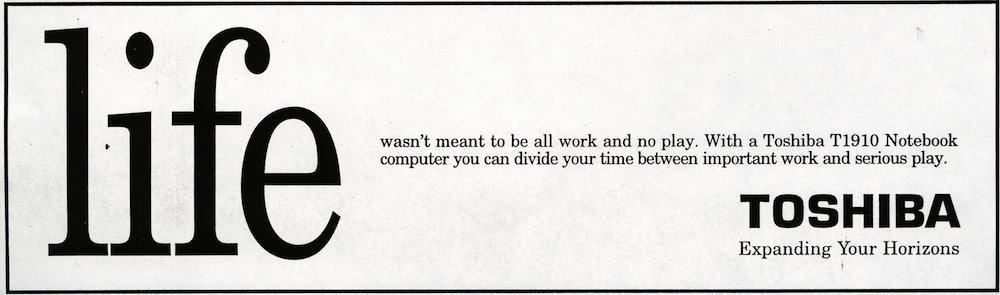 life
wasn't meant to be all work and no play. With a Toshiba T1910 Notebook
computer you can divide your time between important work and serious play.
TOSHIBA
Expanding Your Horizons